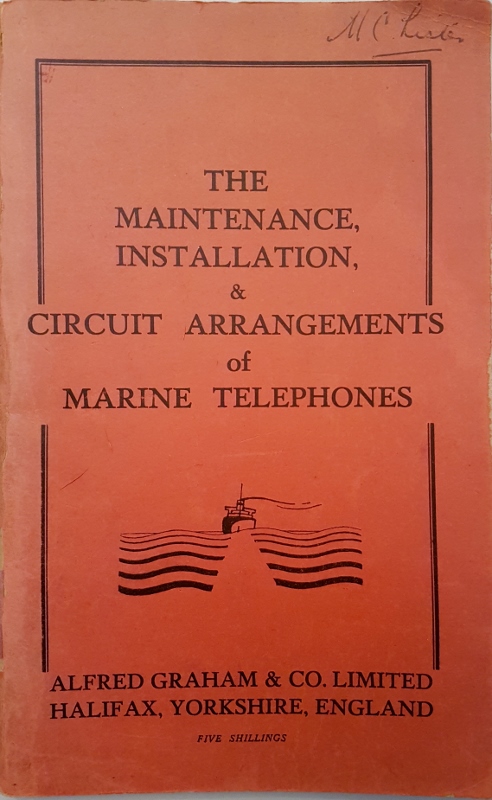 M C
THE
MAINTENANCE,
INSTALLATION,
&
CIRCUIT ARRANGEMENTS
of
MARINE TELEPHONES
ALFRED GRAHAM & CO. LIMITED
HALIFAX, YORKSHIRE, ENGLAND
FIVE SHILLINGS